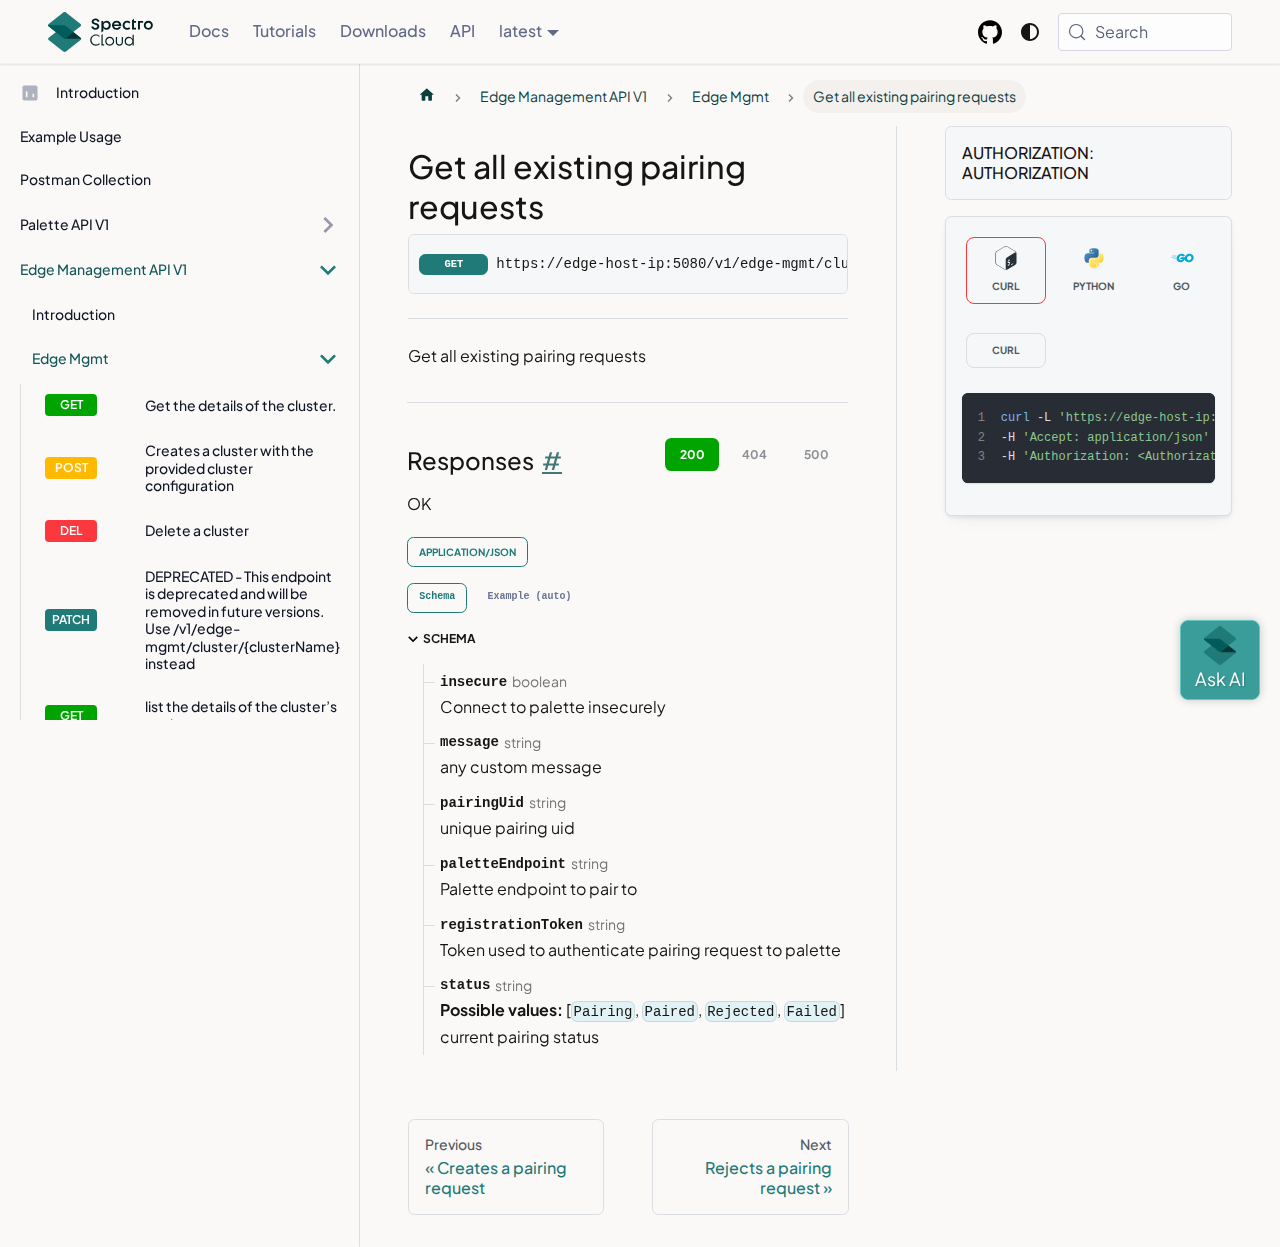 Spectro Cloud
Docs
Tutorials
Downloads
API
latest
Search
Introduction
Example Usage
Postman Collection
Palette API V1
Edge Management API V1
Introduction
Edge Mgmt
GET
Get the details of the cluster.
POST
Creates a cluster with the
provided cluster
configuration
DEL
Delete a cluster
PATCH
DEPRECATED - This endpoint
is deprecated and will be
removed in future versions.
Use /v1/edge-
mgmt/cluster/{clusterName}
instead
GET
list the details of the cluster's
Edge Management API V1
Edge Mgmt
Get all existing pairing requests
Get all existing pairing
requests
GET https://edge-host-ip:5080/v1/edge-mgmt/clu
Get all existing pairing requests
Responses #
200
404
500
OK
APPLICATION/JSON
Schema
Example (auto)
SCHEMA
insecure boolean
Connect to palette insecurely
message string
any custom message
pairingUid string
unique pairing uid
paletteEndpoint string
Palette endpoint to pair to
registrationToken string
Token used to authenticate pairing request to palette
status string
Possible values: [Pairing, Paired, Rejected, Failed]
current pairing status
Previous
« Creates a pairing
request
Next
Rejects a pairing
request »
AUTHORIZATION:
AUTHORIZATION
CURL
PYTHON
GO
CURL
1 curl -L 'https://edge-host-ip:
2 -H 'Accept: application/json'
3 -H 'Authorization: <Authorizat
Ask AI